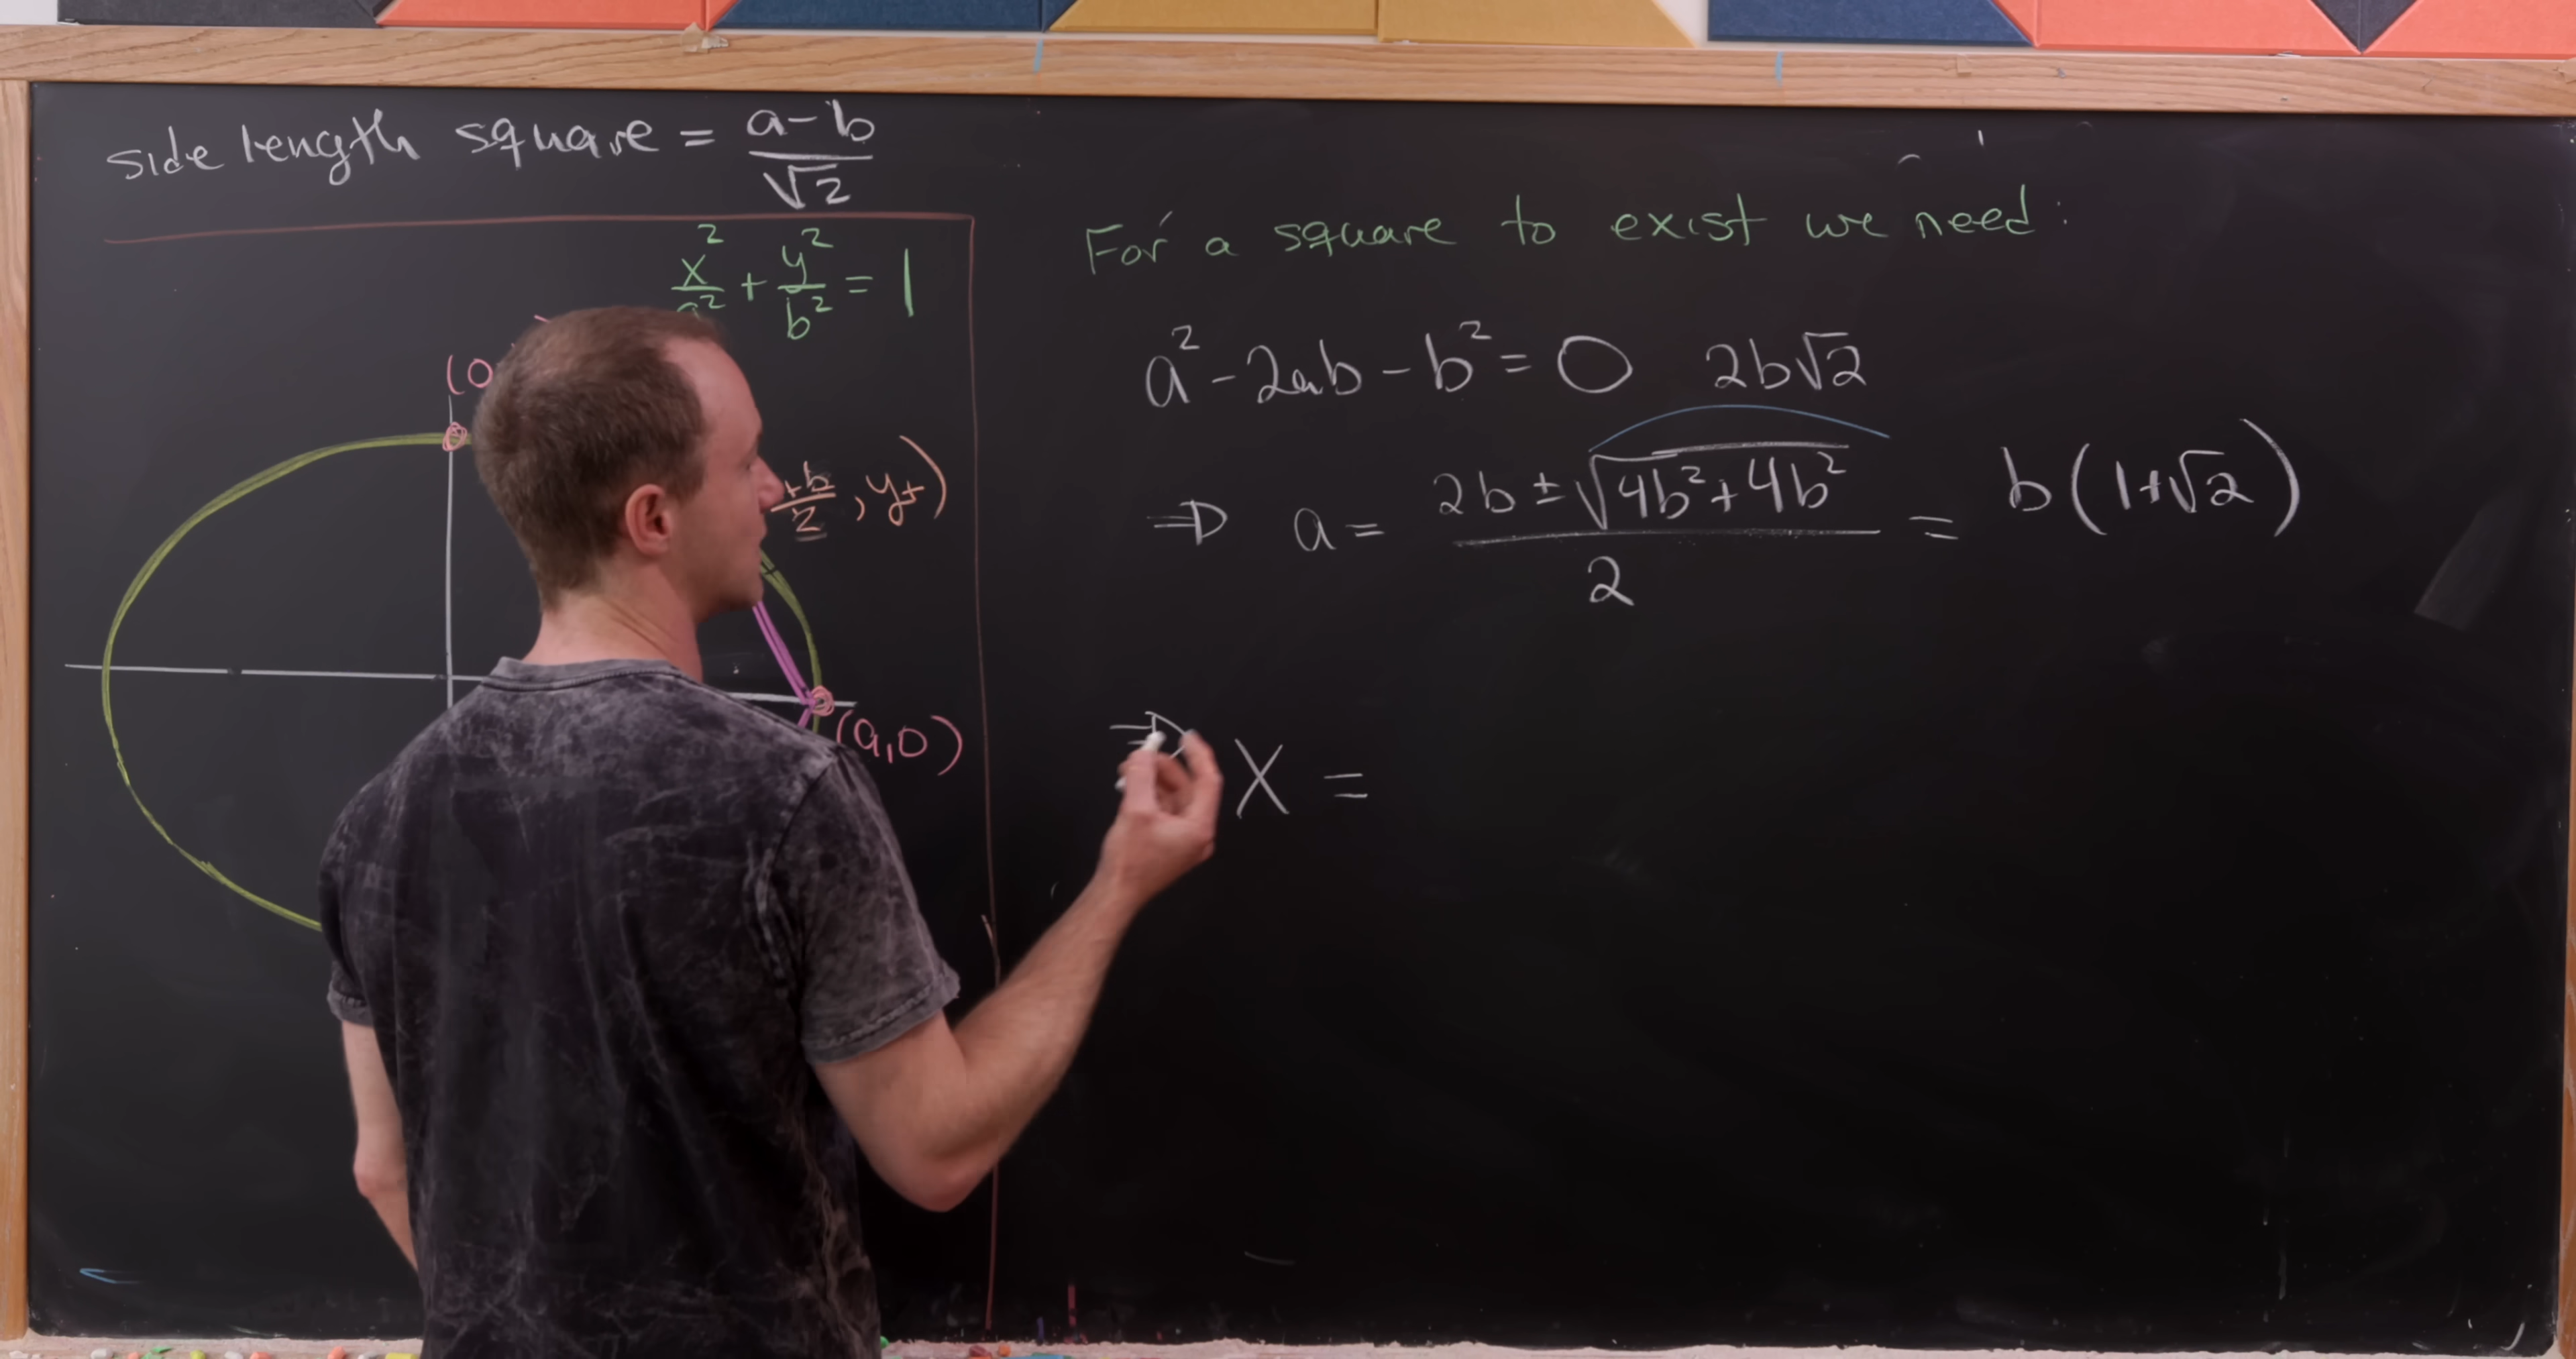 side length square = a-b/√2
x²/a² + y²/b² = 1
(0
+b/2, y+)
(a,0)
For a square to exist we need:
a² - 2ab - b² = 0 2b√2
⇒ a = 2b ± √4b² + 4b²/2 = b(1+√2)
⇒ X =